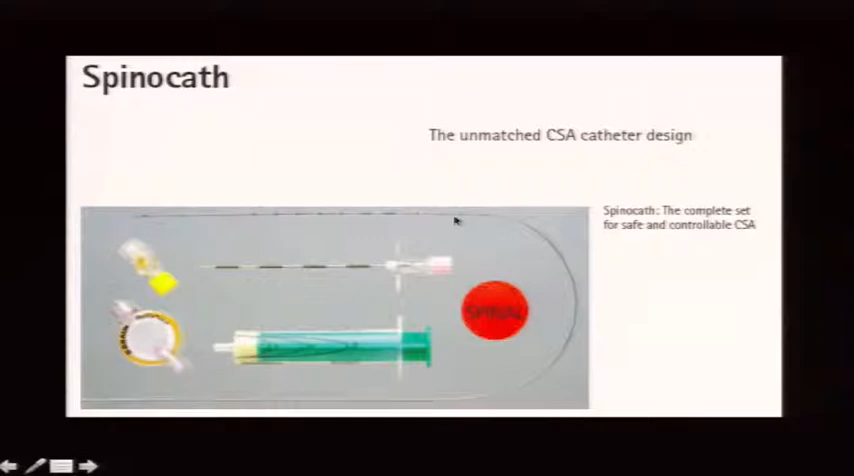 Spinocath
The unmatched CSA catheter design
Spinocath: The complete set
for safe and controllable CSA
SPINAL